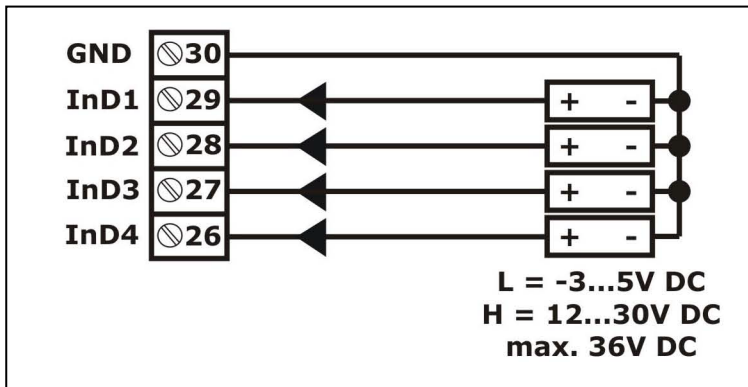 GND 30
InD1 29 + -
InD2 28 + -
InD3 27 + -
InD4 26 + -
L = -3...5V DC
H = 12...30V DC
max. 36V DC